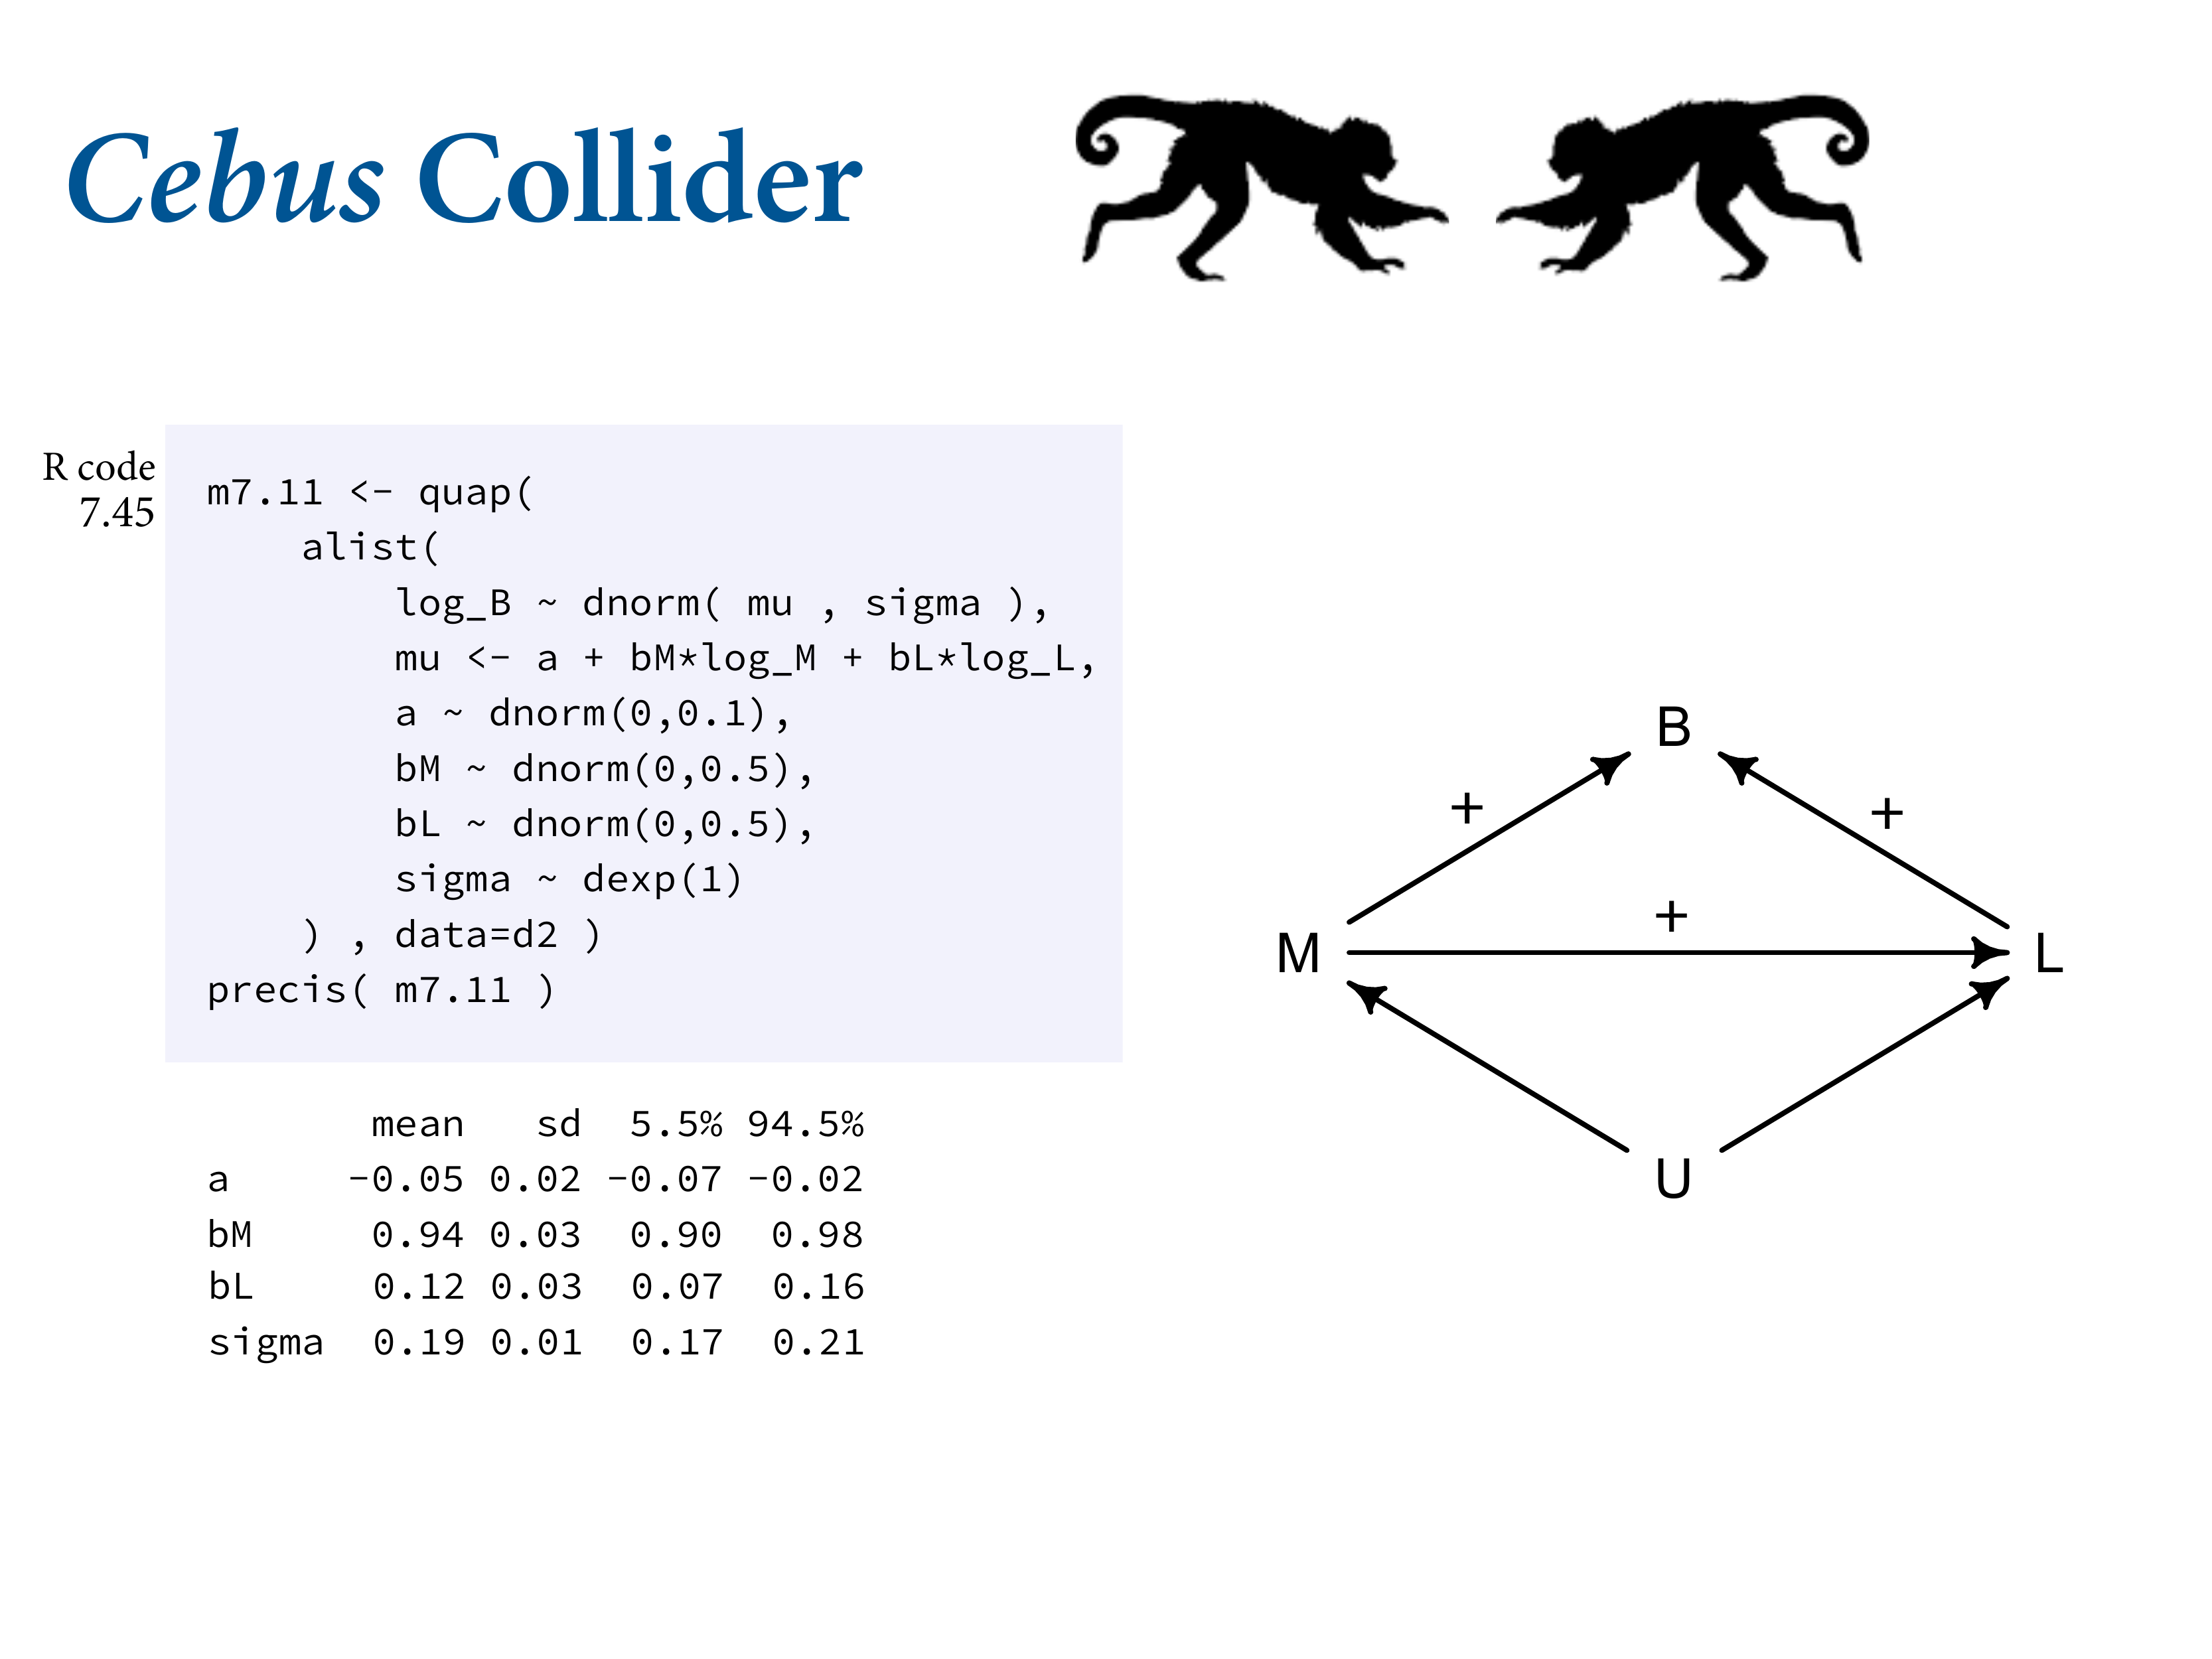 Cebus Collider
R code
7.45
m7.11 <- quap(
    alist(
        log_B ~ dnorm( mu , sigma ),
        mu <- a + bM*log_M + bL*log_L,
        a ~ dnorm(0,0.1),
        bM ~ dnorm(0,0.5),
        bL ~ dnorm(0,0.5),
        sigma ~ dexp(1)
    ) , data=d2 )
precis( m7.11 )
       mean   sd  5.5% 94.5%
a     −0.05 0.02 −0.07 −0.02
bM     0.94 0.03  0.90  0.98
bL     0.12 0.03  0.07  0.16
sigma  0.19 0.01  0.17  0.21
B
+ +
+
M L
U